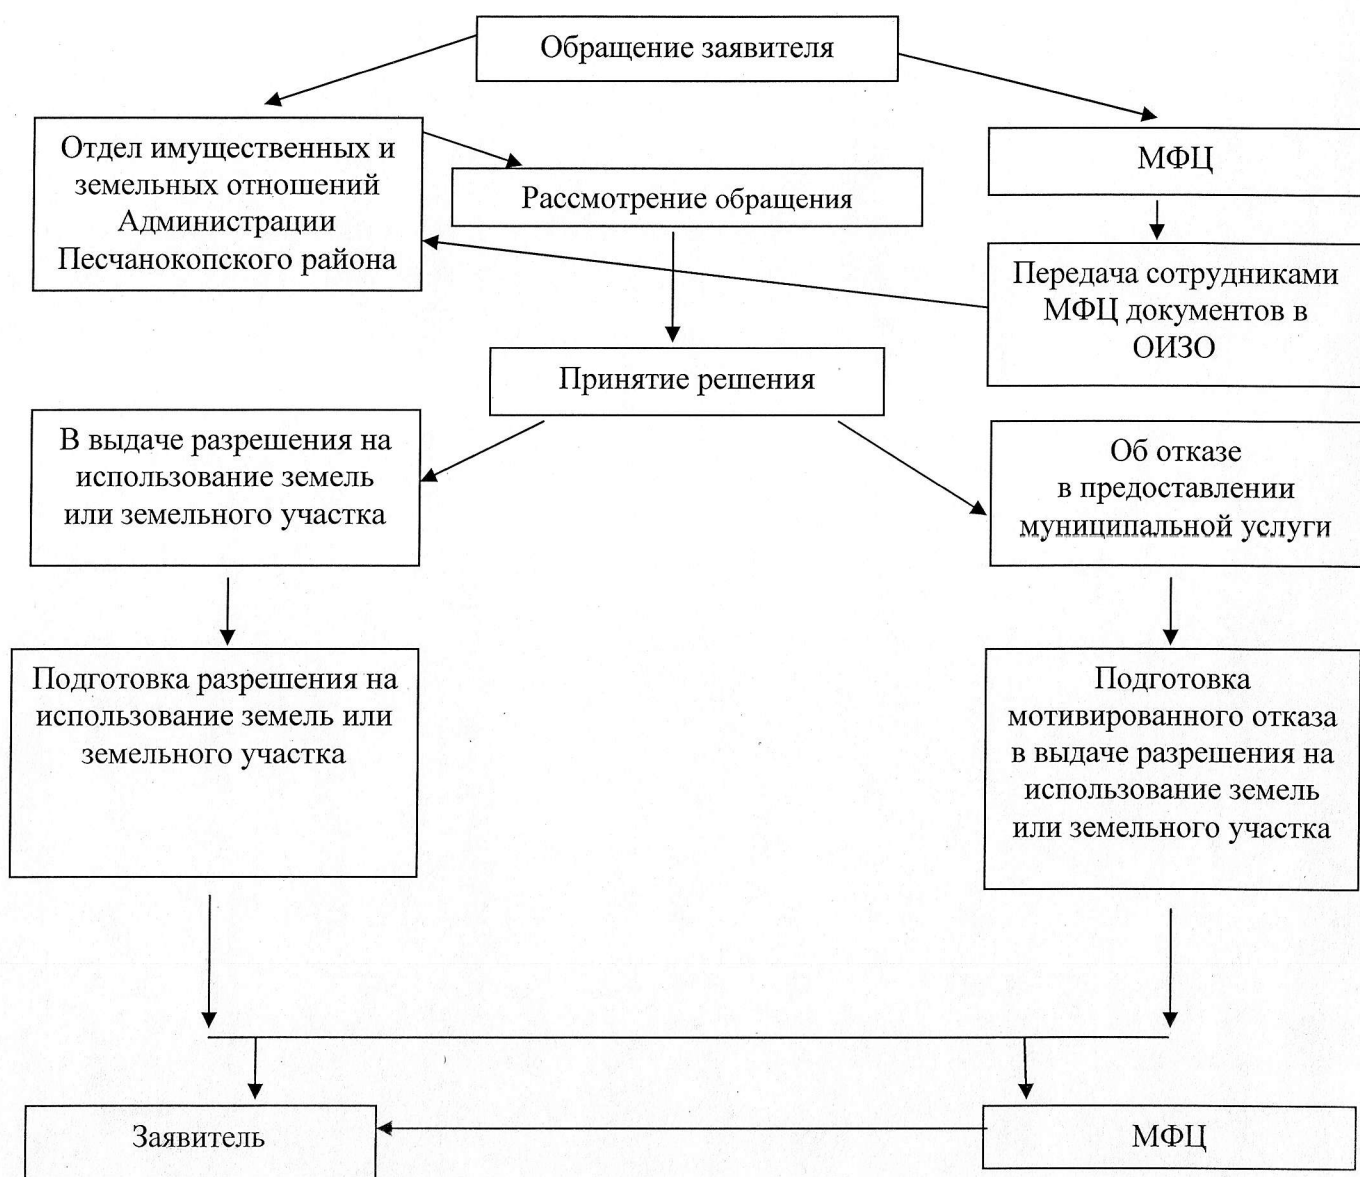 Обращение заявителя
Отдел имущественных и
земельных отношений
Администрации
Песчанокопского района
Рассмотрение обращения
МФЦ
Передача сотрудниками
МФЦ документов в
ОИЗО
Принятие решения
В выдаче разрешения на
использование земель
или земельного участка
Об отказе
в предоставлении
муниципальной услуги
Подготовка разрешения на
использование земель или
земельного участка
Подготовка
мотивированного отказа
в выдаче разрешения на
использование земель
или земельного участка
Заявитель
МФЦ